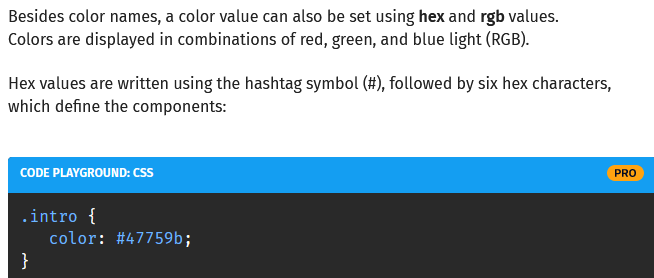 Besides color names, a color value can also be set using hex and rgb values.
Colors are displayed in combinations of red, green, and blue light (RGB).
Hex values are written using the hashtag symbol (#), followed by six hex characters,
which define the components:
CODE PLAYGROUND: CSS
PRO
.intro {
   color: #47759b;
}